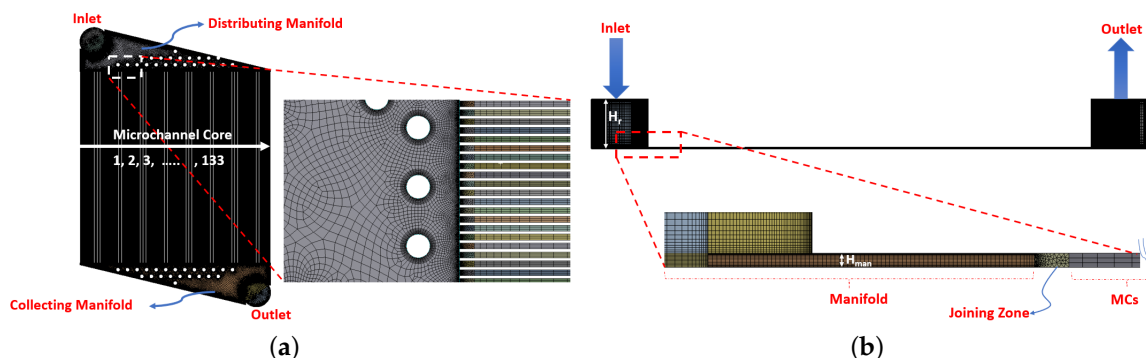 Inlet
Distributing Manifold
Microchannel Core
1, 2, 3, ..... , 133
Collecting Manifold
Outlet
(a)
Inlet
Outlet
Hr
Hman
Manifold
Joining Zone
MCs
(b)